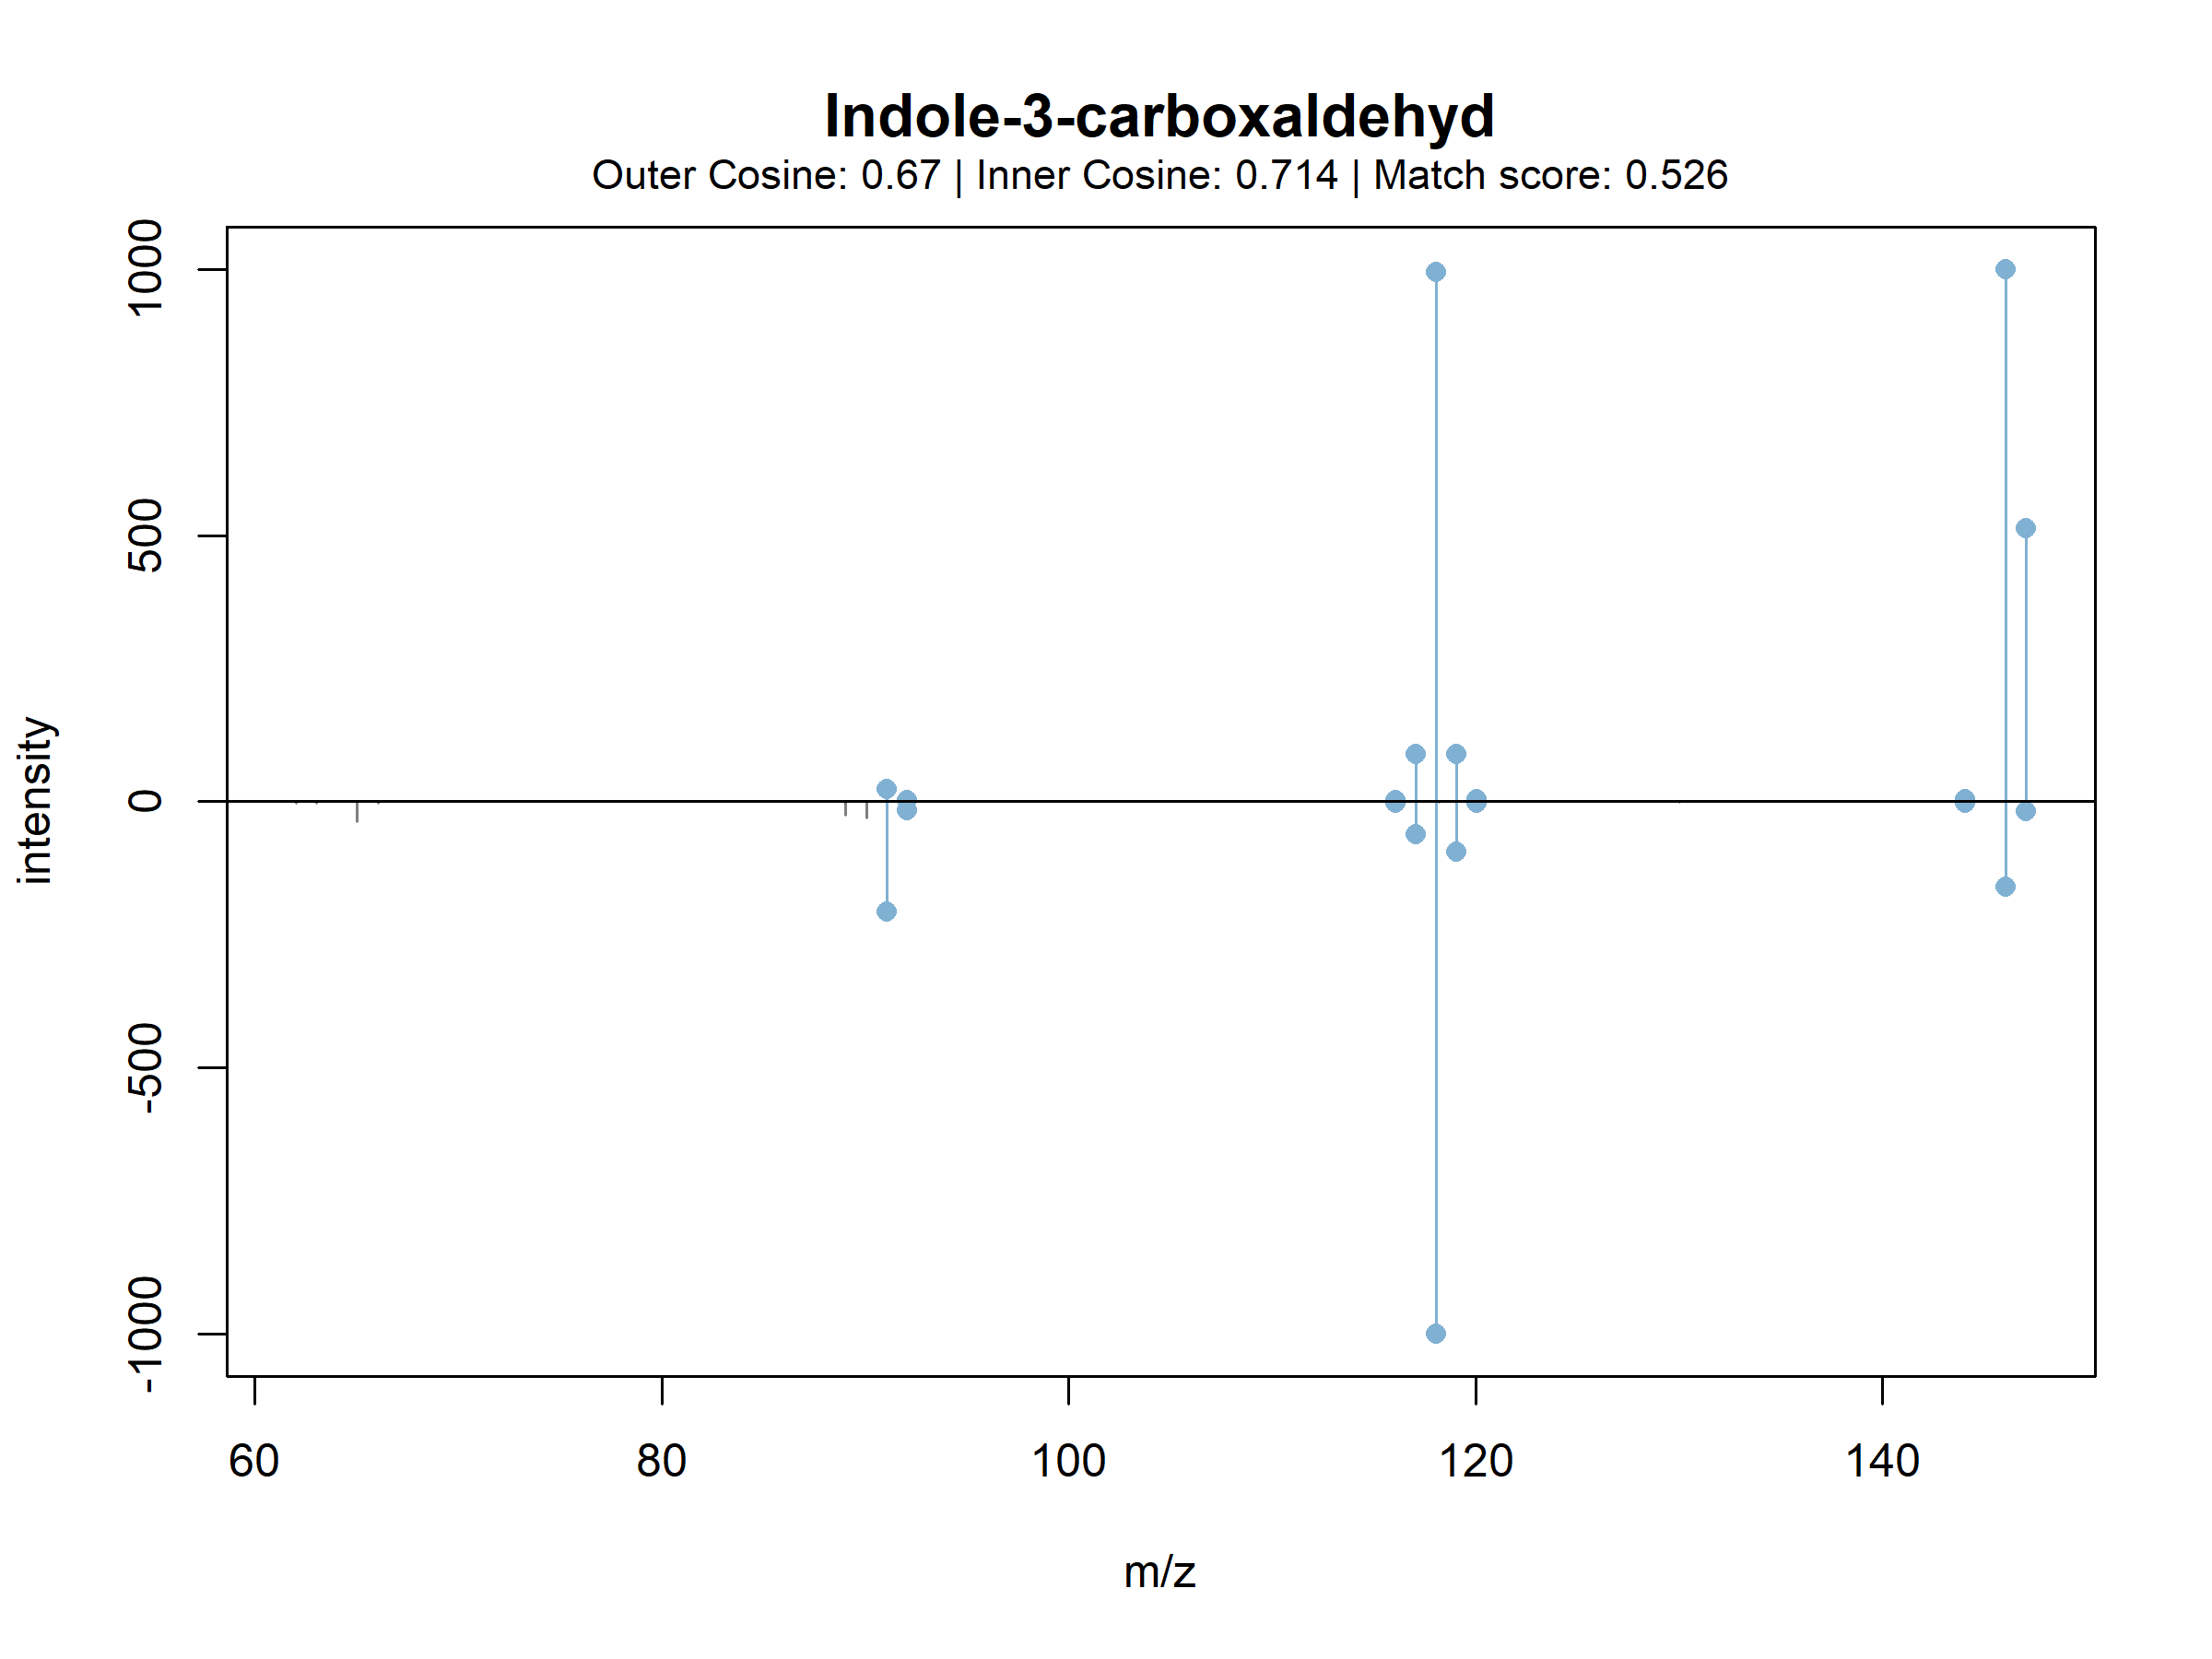 Indole-3-carboxaldehyd
Outer Cosine: 0.67 | Inner Cosine: 0.714 | Match score: 0.526
1000
500
0
-500
-1000
intensity
60 80 100 120 140
m/z